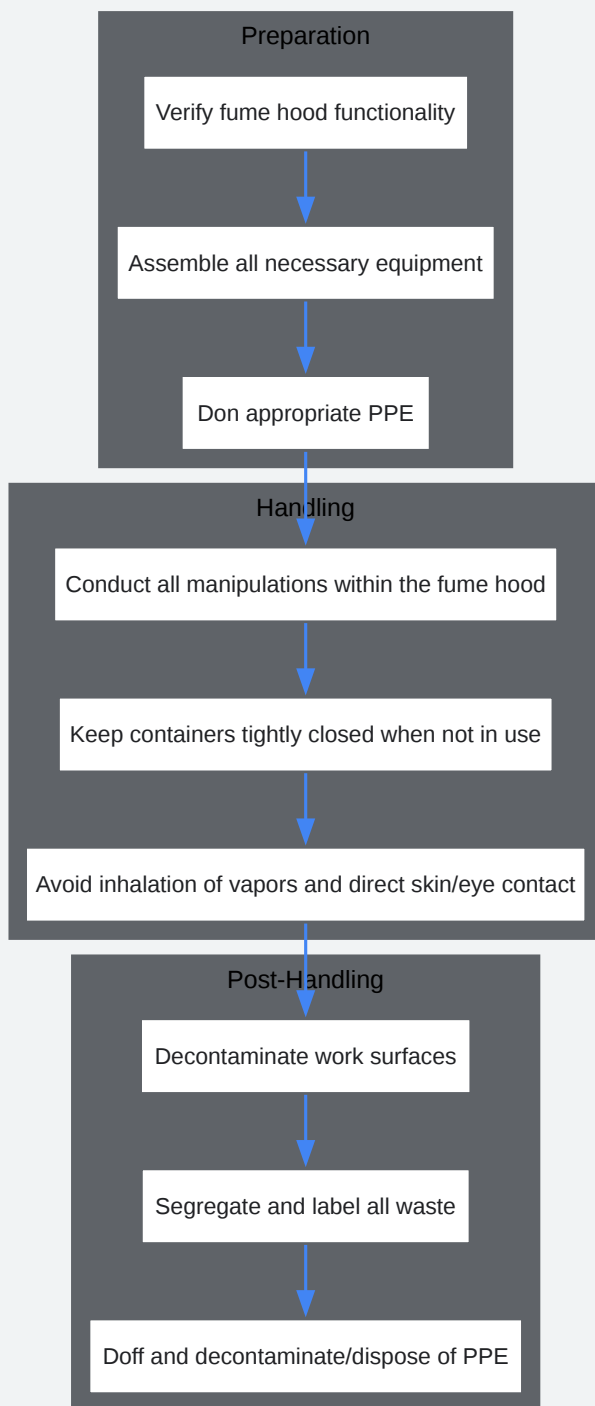 Preparation
Verify fume hood functionality
Assemble all necessary equipment
Don appropriate PPE
Handling
Conduct all manipulations within the fume hood
Keep containers tightly closed when not in use
Avoid inhalation of vapors and direct skin/eye contact
Post-Handling
Decontaminate work surfaces
Segregate and label all waste
Doff and decontaminate/dispose of PPE